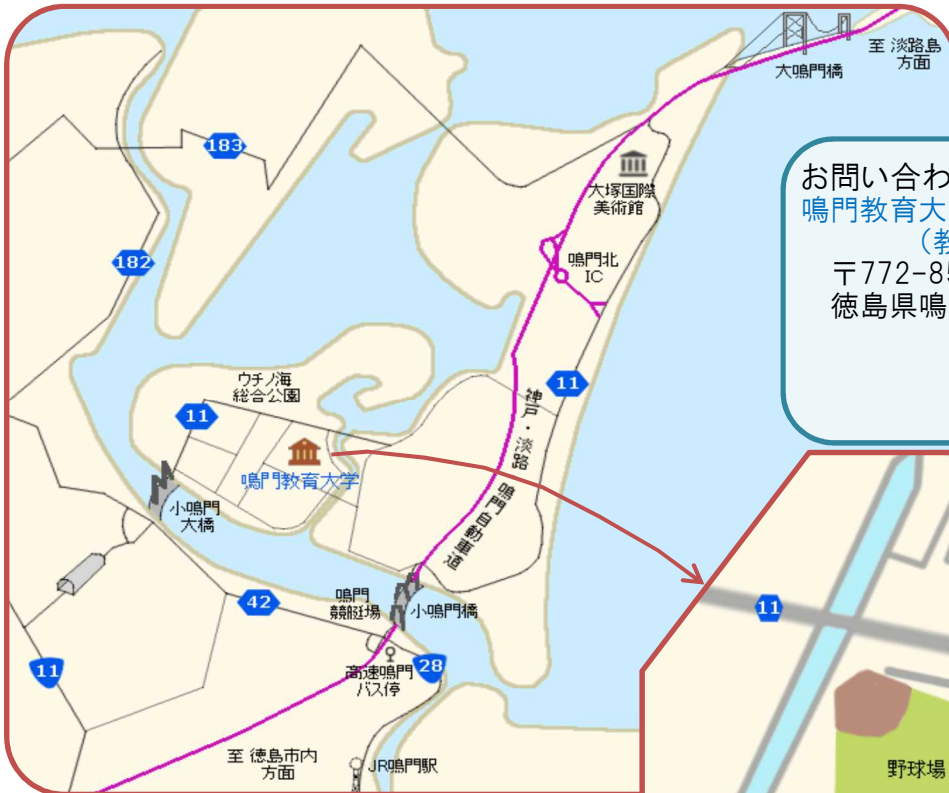 大鳴門橋
至 淡路島
方面
183
大塚国際
美術館
お問い合わ
鳴門教育大
(教
〒772-85
徳島県鳴
182
鳴門北
IC
ウチノ海
総合公園
11
11
神戸・淡路
鳴門自動車道
鳴門教育大学
小鳴門
大橋
42
鳴門
競艇場
小鳴門橋
11
11
高速鳴門
バス停
28
至 徳島市内
方面
JR鳴門駅
野球場